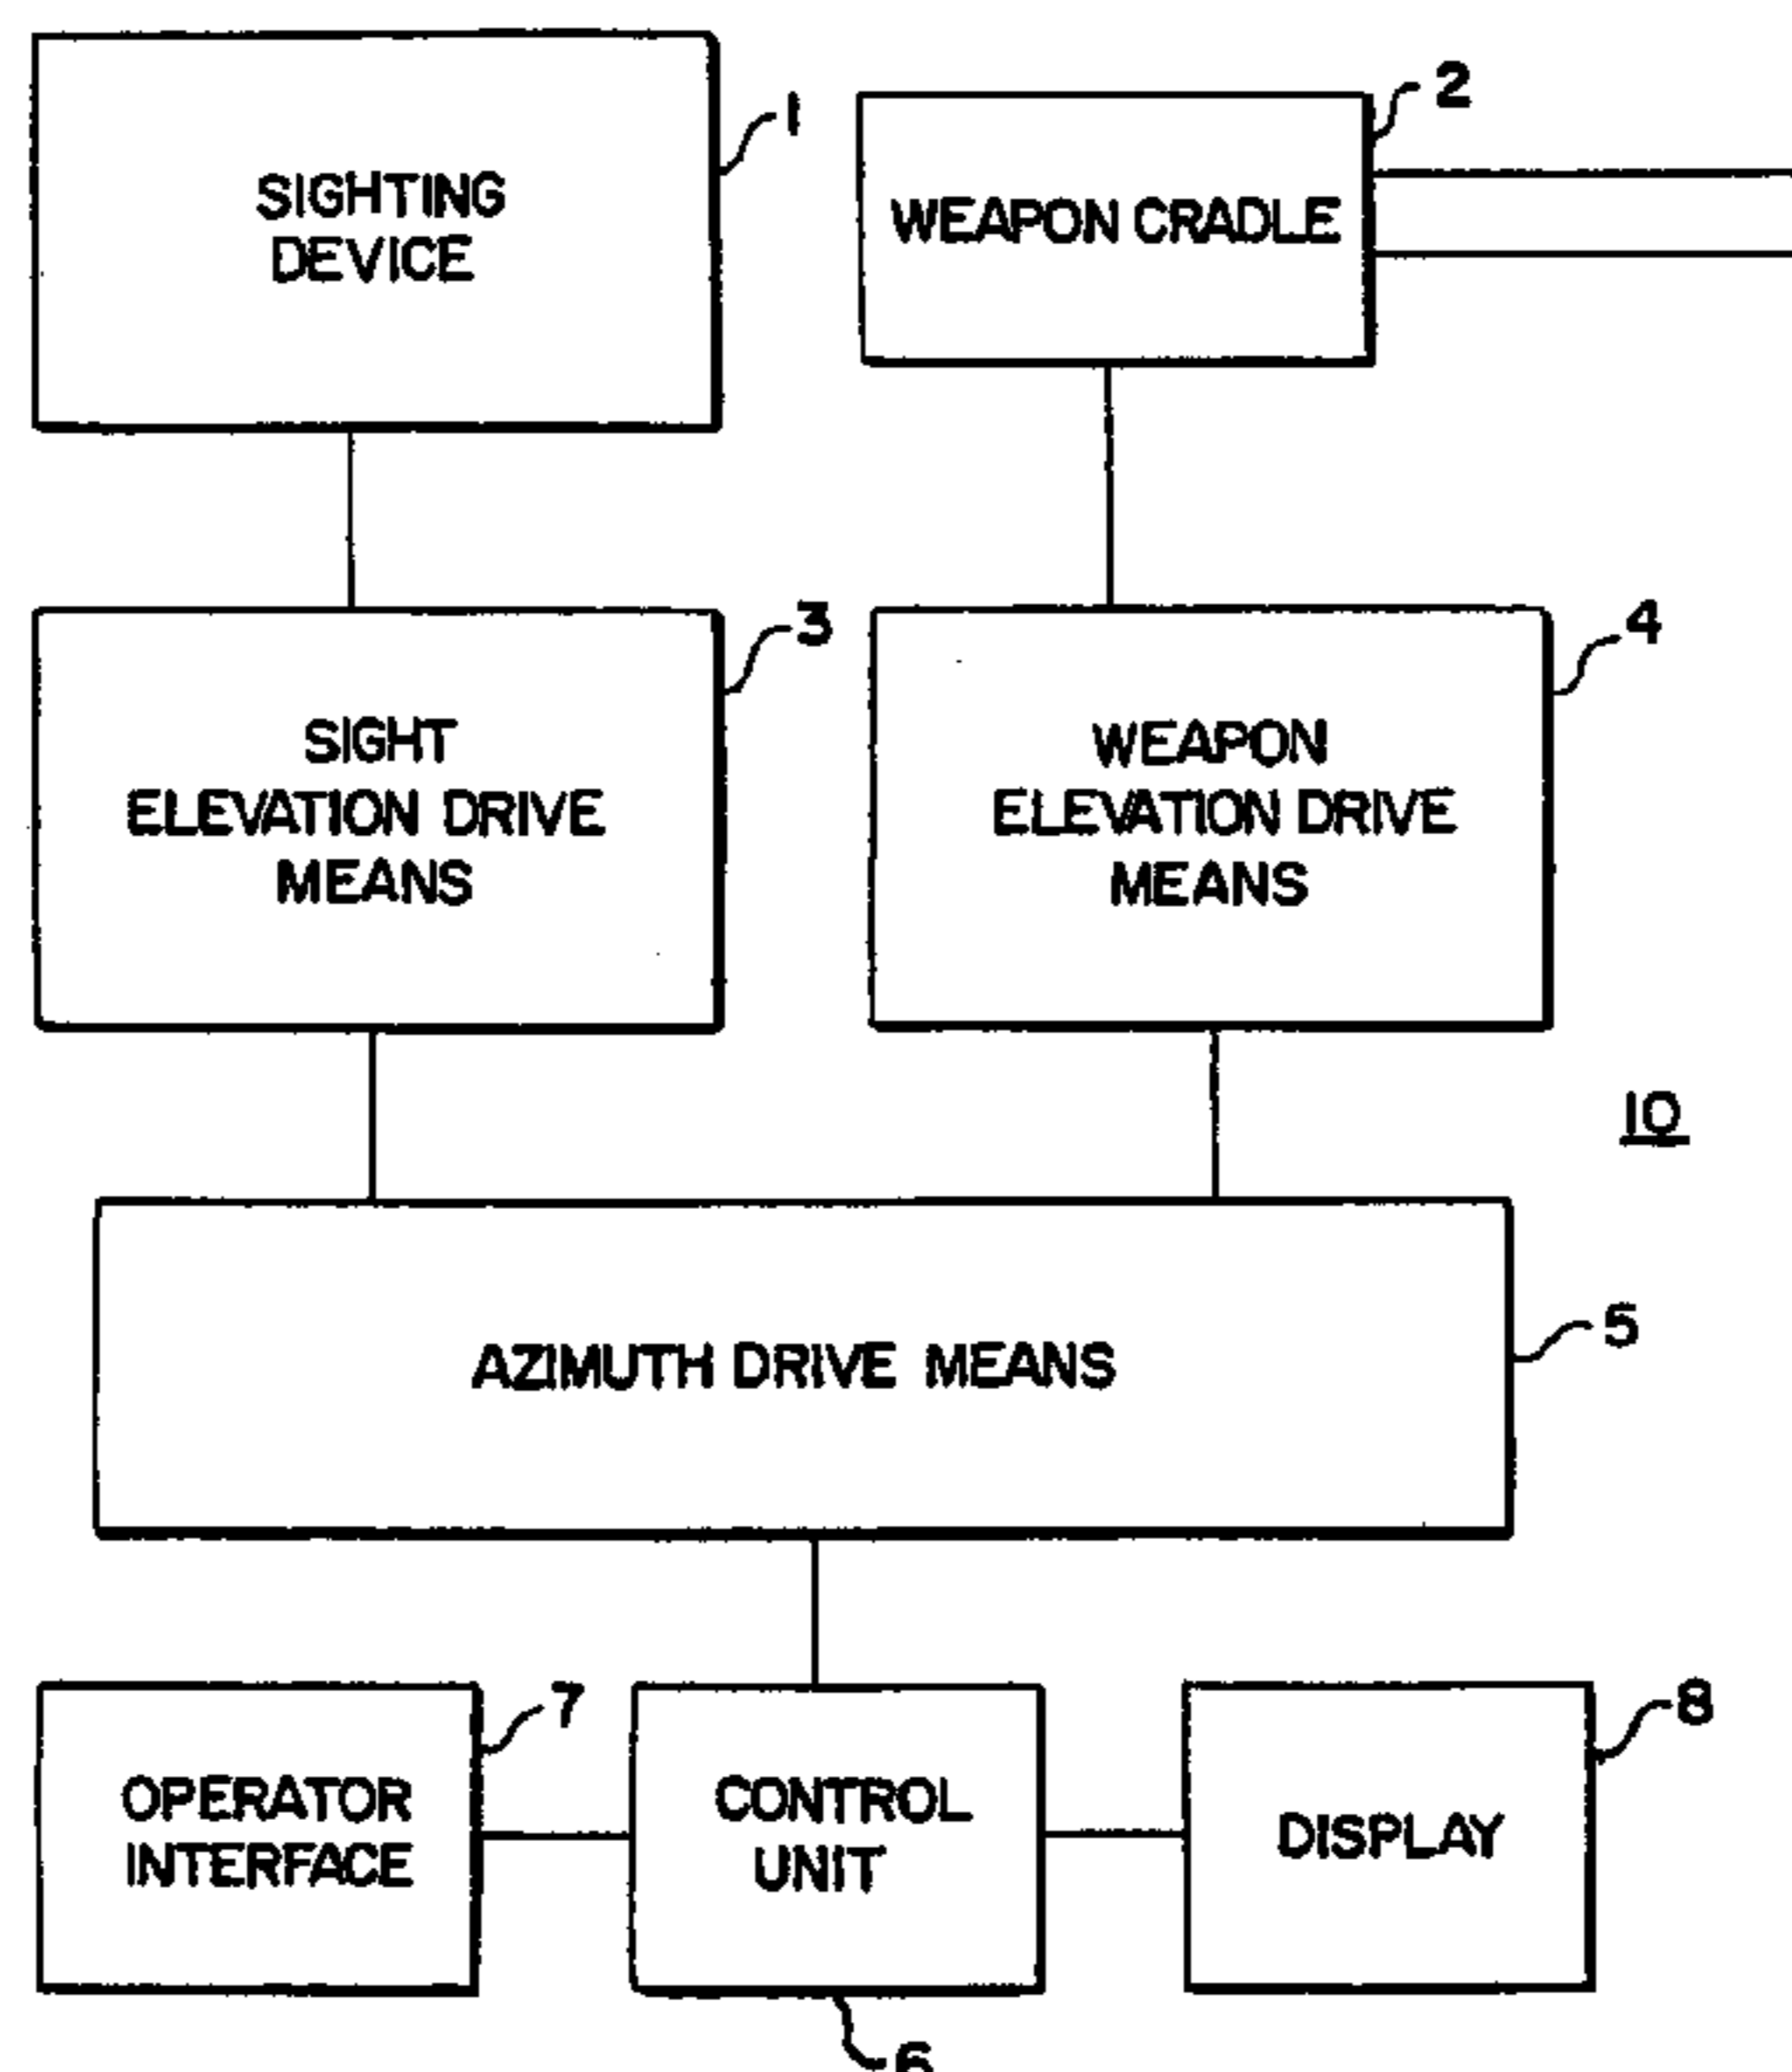 SIGHTING
DEVICE
1
WEAPON CRADLE
2
SIGHT
ELEVATION DRIVE
MEANS
3
WEAPON
ELEVATION DRIVE
MEANS
4
10
AZIMUTH DRIVE MEANS
5
OPERATOR
INTERFACE
7
CONTROL
UNIT
6
DISPLAY
8